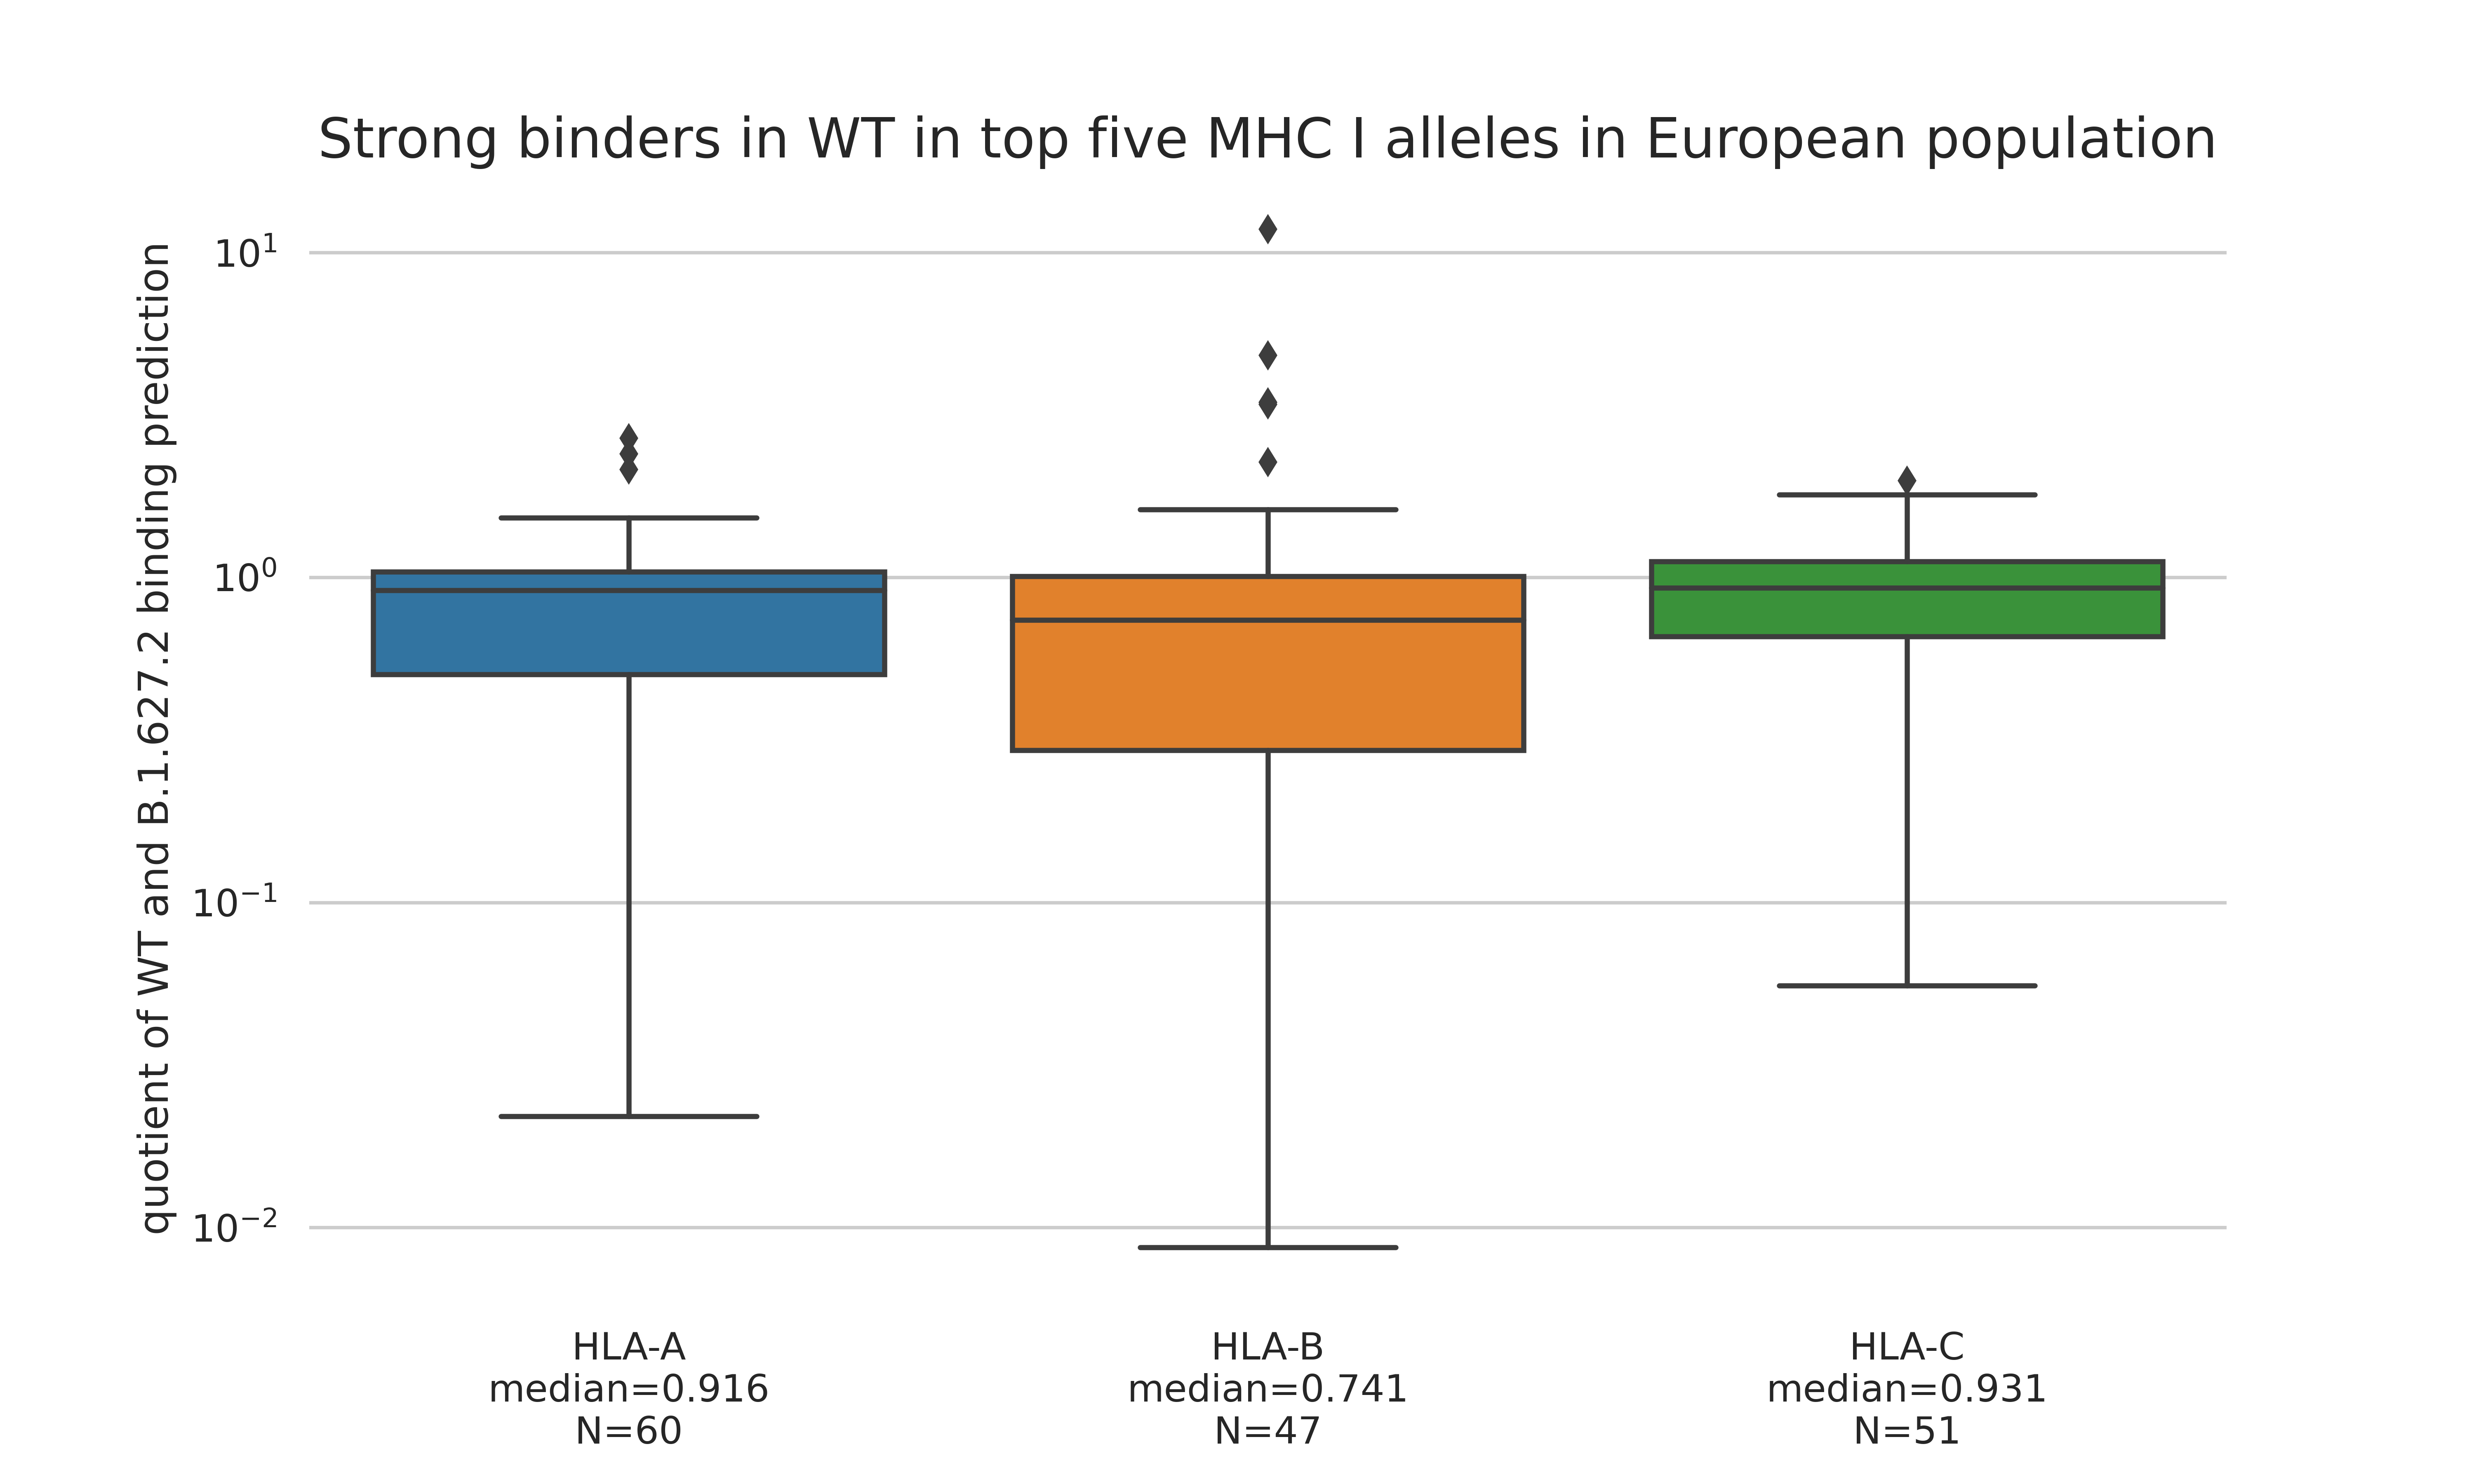 Strong binders in WT in top five MHC I alleles in European population
quotient of WT and B.1.627.2 binding prediction
10¹
10⁰
10⁻¹
10⁻²
HLA-A
median=0.916
N=60
HLA-B
median=0.741
N=47
HLA-C
median=0.931
N=51